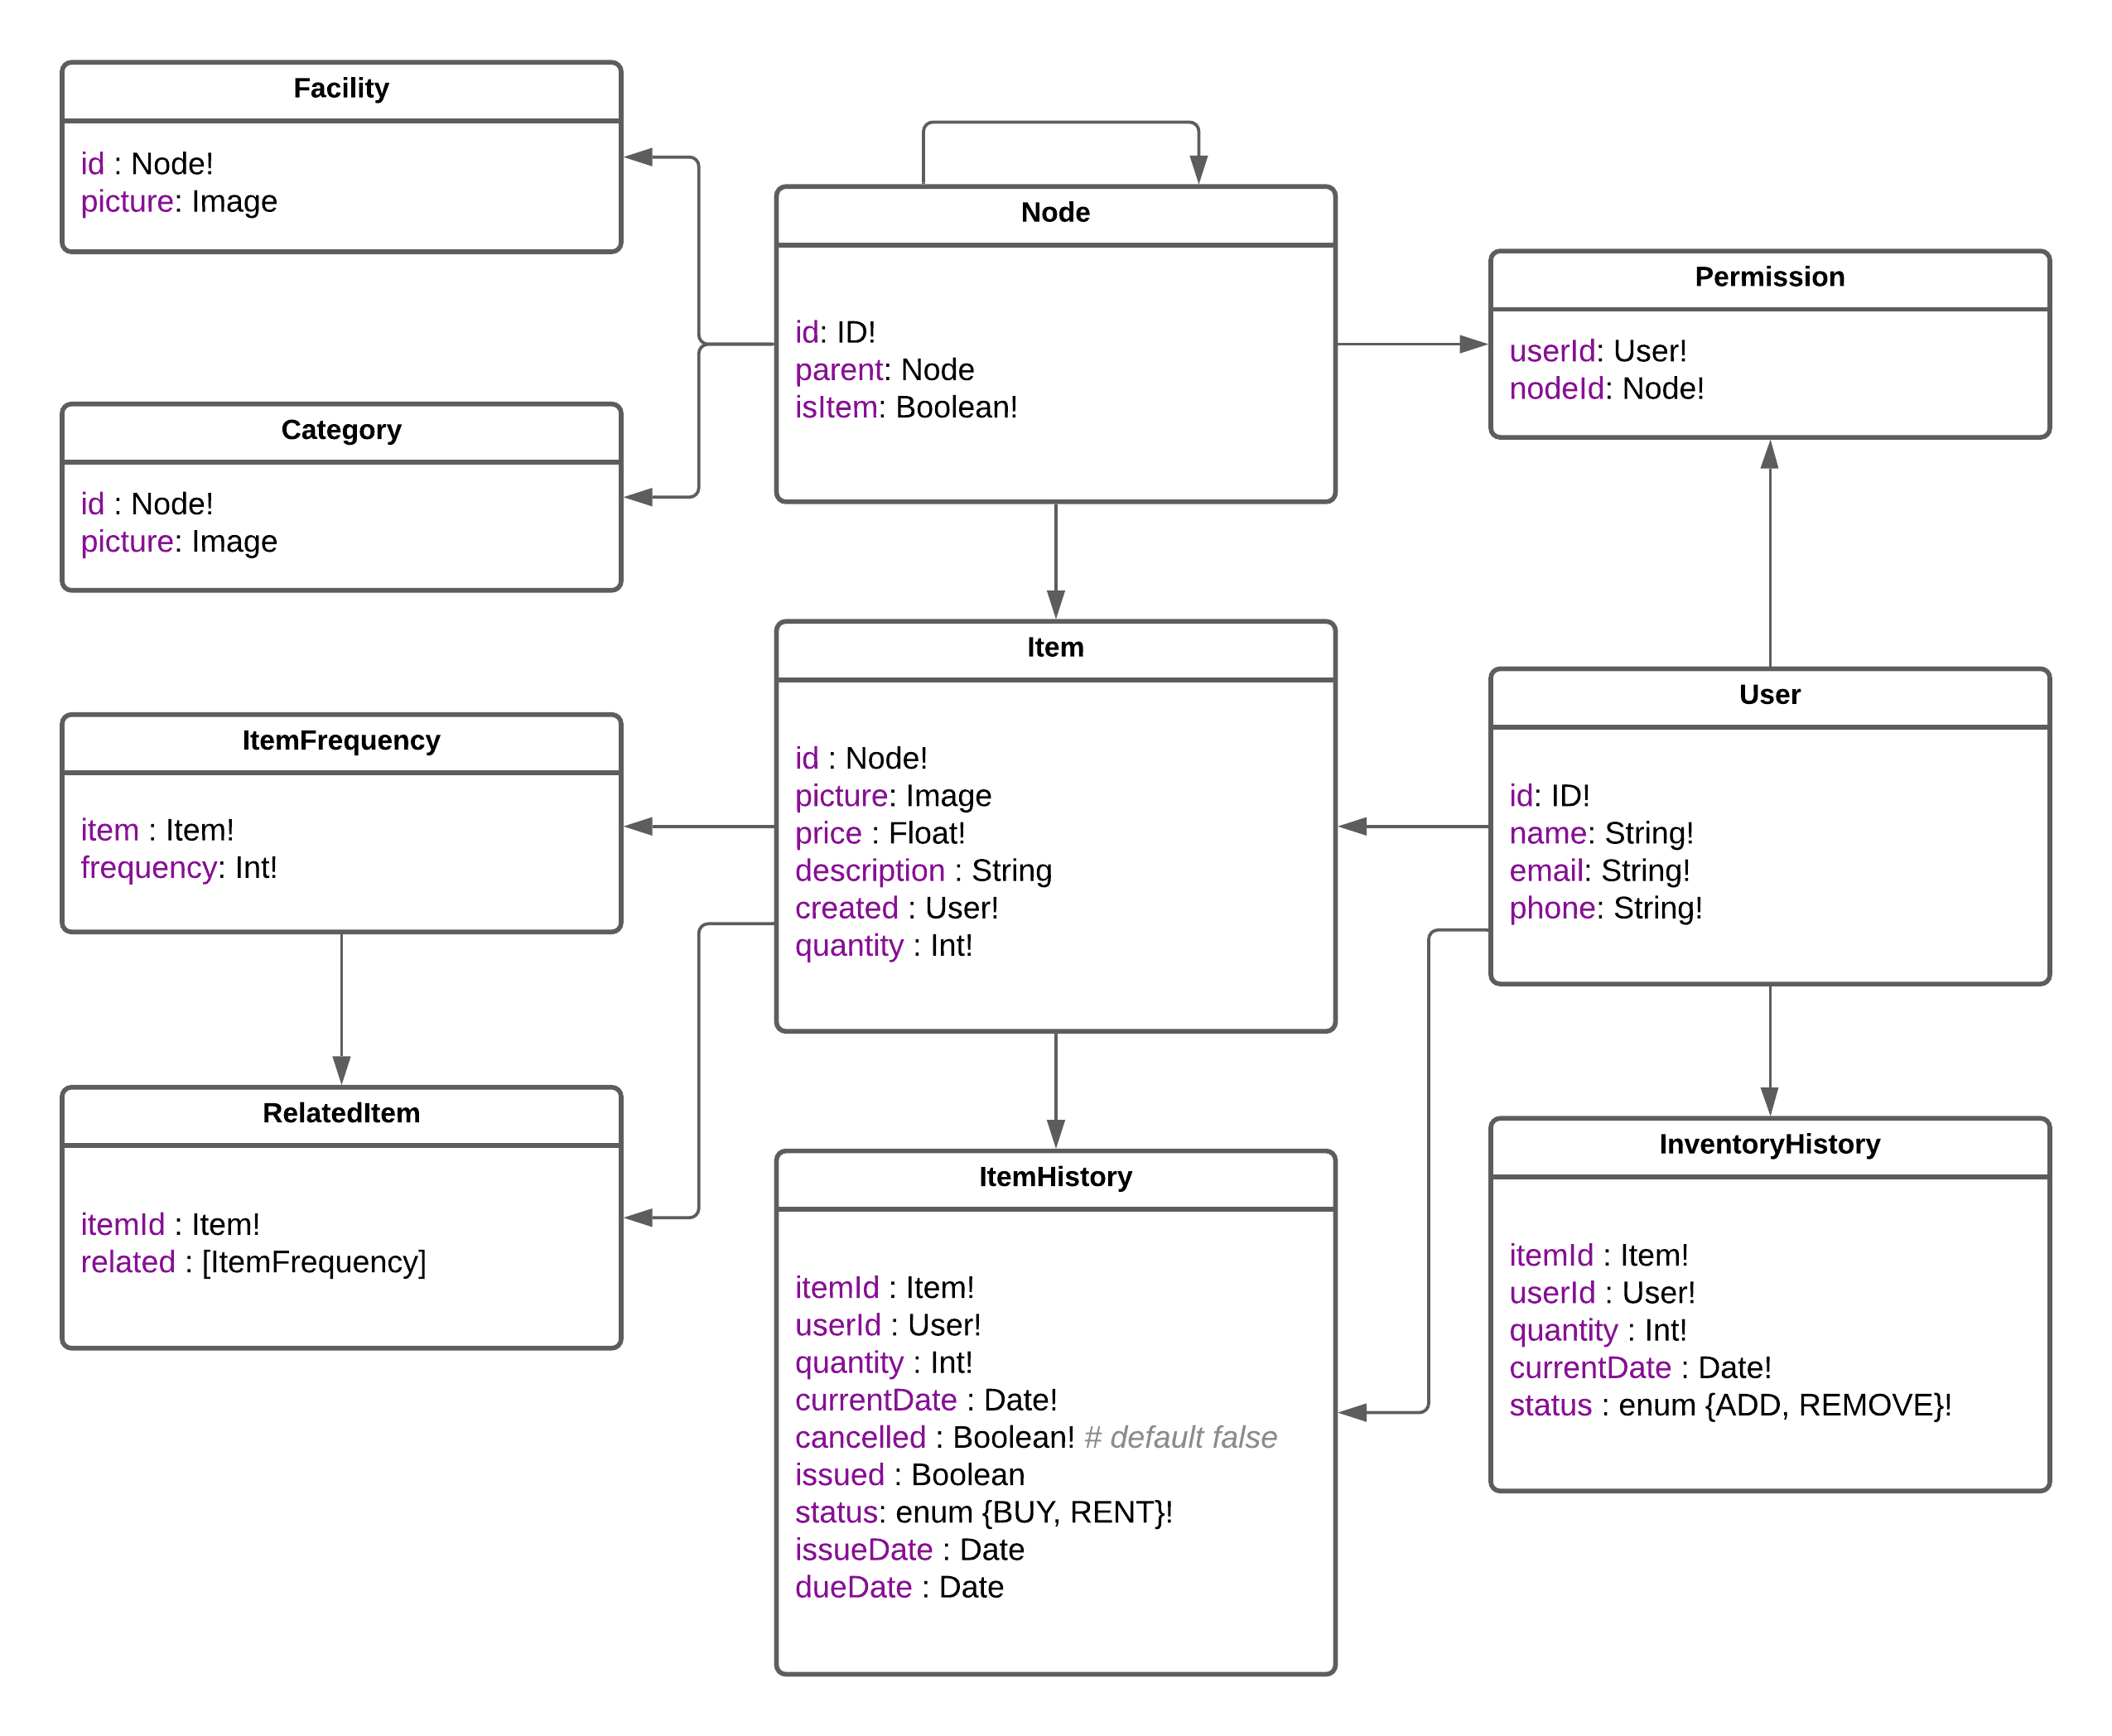 Facility
id : Node!
picture: Image
Node
id: ID!
parent: Node
isItem: Boolean!
Permission
userId: User!
nodeId: Node!
Category
id : Node!
picture: Image
Item
id : Node!
picture: Image
price : Float!
description : String
created : User!
quantity : Int!
User
id: ID!
name: String!
email: String!
phone: String!
ItemFrequency
item : Item!
frequency: Int!
RelatedItem
itemId : Item!
related : [ItemFrequency]
ItemHistory
itemId : Item!
userId : User!
quantity : Int!
currentDate : Date!
cancelled : Boolean! # default false
issued : Boolean
status: enum {BUY, RENT}!
issueDate : Date
dueDate : Date
InventoryHistory
itemId : Item!
userId : User!
quantity : Int!
currentDate : Date!
status : enum {ADD, REMOVE}!